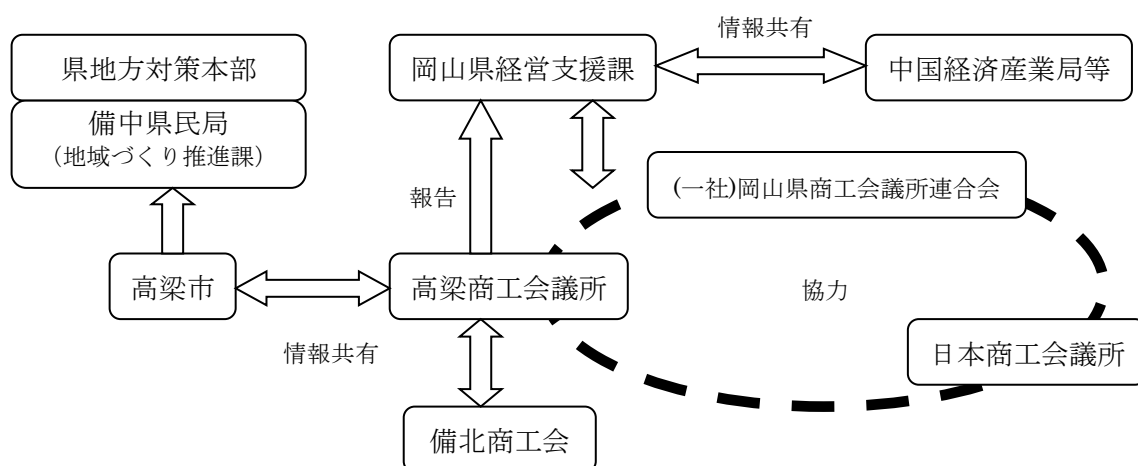 情報共有
県地方対策本部
岡山県経営支援課
中国経済産業局等
備中県民局
（地域づくり推進課）
(一社)岡山県商工会議所連合会
報告
高梁市
高梁商工会議所
協力
情報共有
日本商工会議所
備北商工会